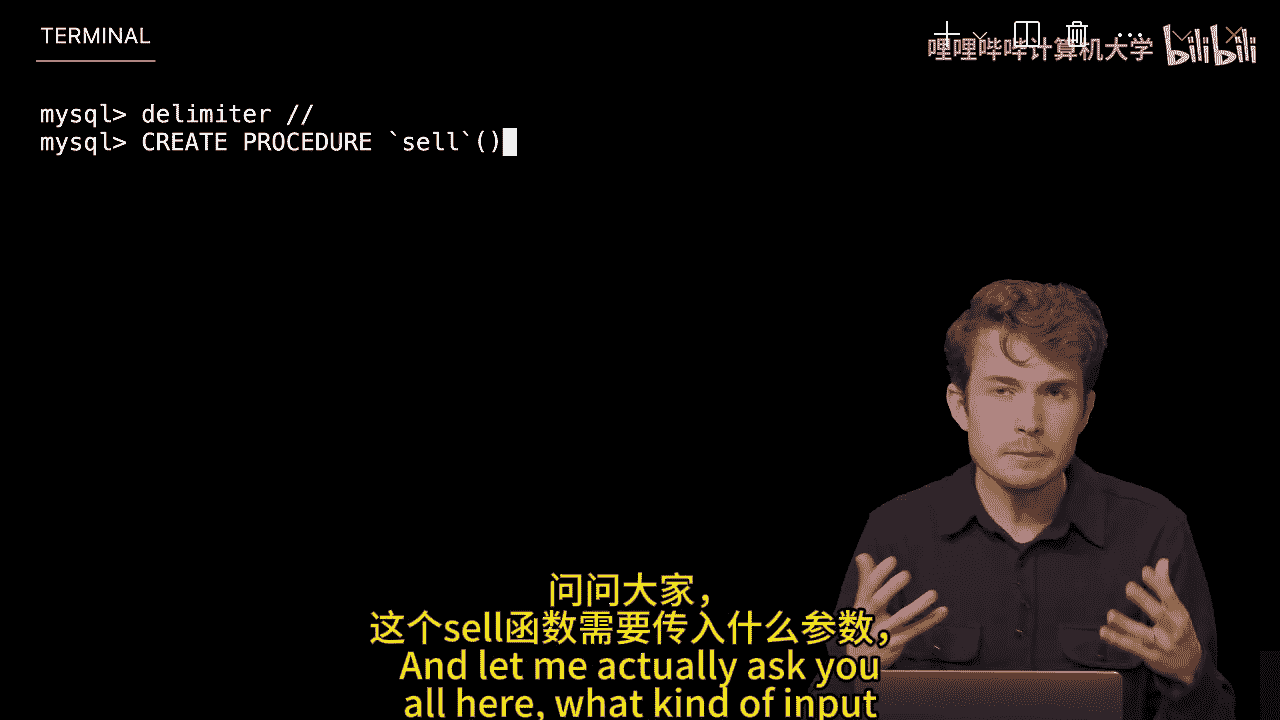 TERMINAL
哩哩哔哔计算机大学 bilibili
mysql> delimiter //
mysql> CREATE PROCEDURE `sell`()
问问大家，
这个sell函数需要传入什么参数，
And let me actually ask you
all here, what kind of input